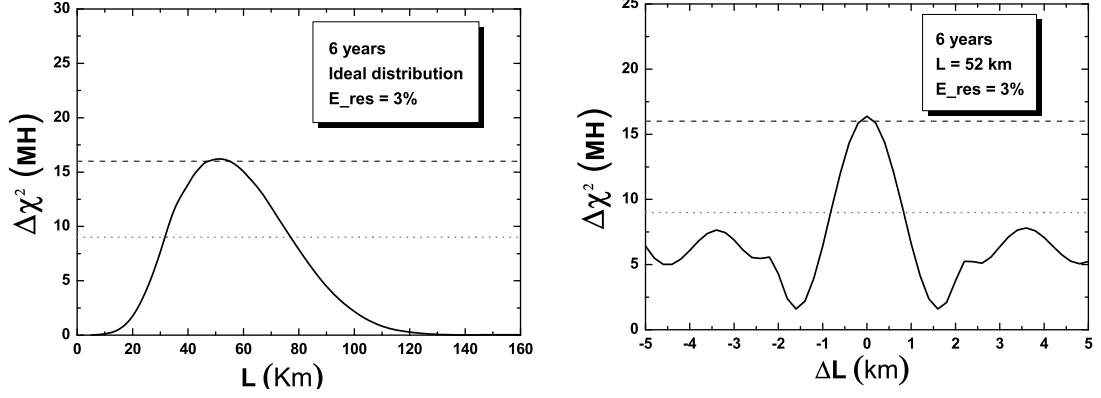 30
25
20
15
10
5
0
0 20 40 60 80 100 120 140 160
Δχ² (MH)
L (Km)
6 years
Ideal distribution
E_res = 3%
25
20
15
10
5
0
-5 -4 -3 -2 -1 0 1 2 3 4 5
Δχ² (MH)
ΔL (km)
6 years
L = 52 km
E_res = 3%